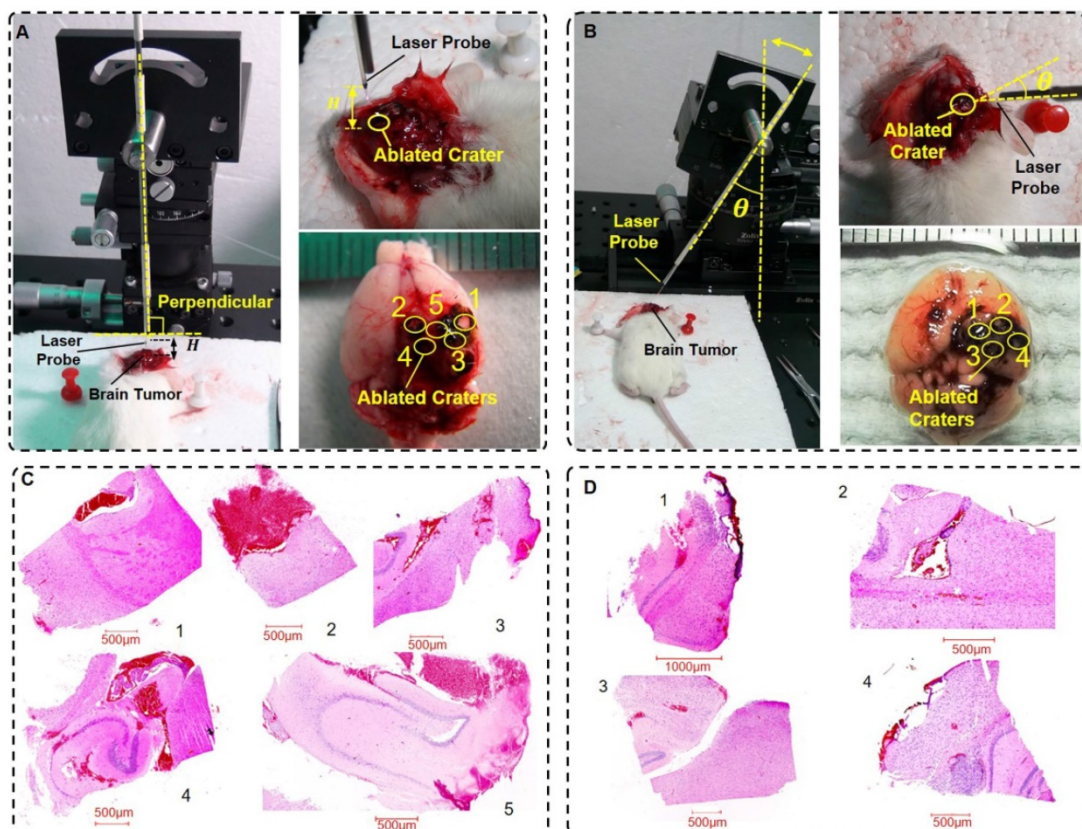 A
Laser Probe
H
Ablated Crater
Perpendicular
Laser
Probe
H
Brain Tumor
2
5
1
4
3
Ablated Craters
B
θ
Laser
Probe
Brain Tumor
θ
Ablated
Crater
Laser
Probe
1
2
3
4
Ablated
Craters
C
500μm
1
500μm
2
500μm
3
500μm
4
500μm
5
D
1
1000μm
2
500μm
3
500μm
4
500μm